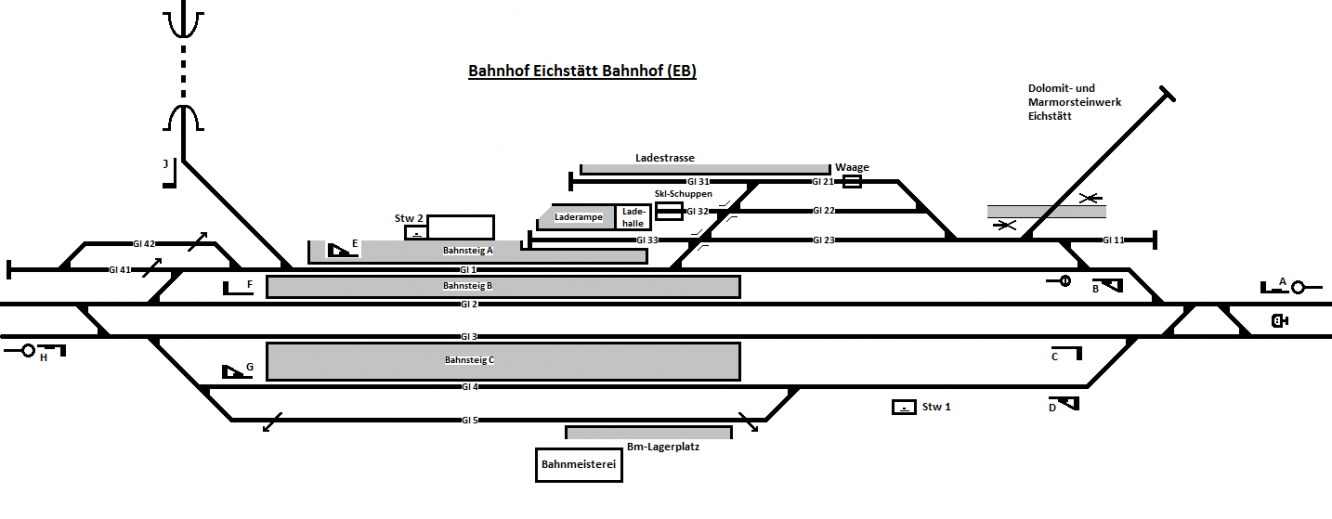 Bahnhof Eichstätt Bahnhof (EB)
Dolomit- und
Marmorsteinwerk
Eichstätt
J
Ladestrasse
Waage
Gl 31
Gl 21
Skl-Schuppen
Laderampe
Lade-
halle
Gl 32
Gl 22
Stw 2
Gl 42
E
Bahnsteig A
Gl 33
Gl 23
Gl 11
Gl 41
Gl 1
F
Bahnsteig B
B
A
Gl 2
Gl 3
H
G
Bahnsteig C
C
Gl 4
Stw 1
D
Gl 5
Bm-Lagerplatz
Bahnmeisterei